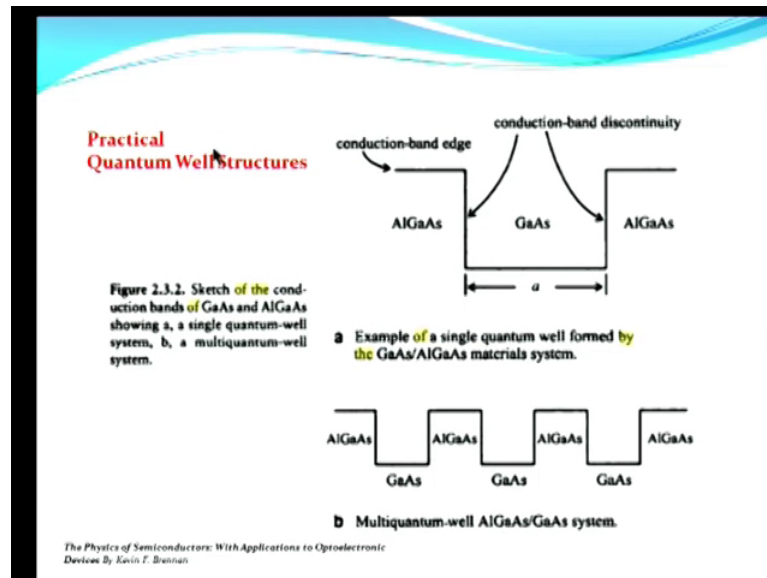 Practical
Quantum Well Structures
conduction-band edge
conduction-band discontinuity
AlGaAs
GaAs
AlGaAs
a
Figure 2.3.2. Sketch of the cond-
uction bands of GaAs and AlGaAs
showing a, a single quantum-well
system, b, a multiquantum-well
system.
a Example of a single quantum well formed by
the GaAs/AlGaAs materials system.
AlGaAs
AlGaAs
AlGaAs
AlGaAs
GaAs
GaAs
GaAs
b Multiquantum-well AlGaAs/GaAs system.
The Physics of Semiconductors: With Applications to Optoelectronic
Devices By Kevin F. Brennan